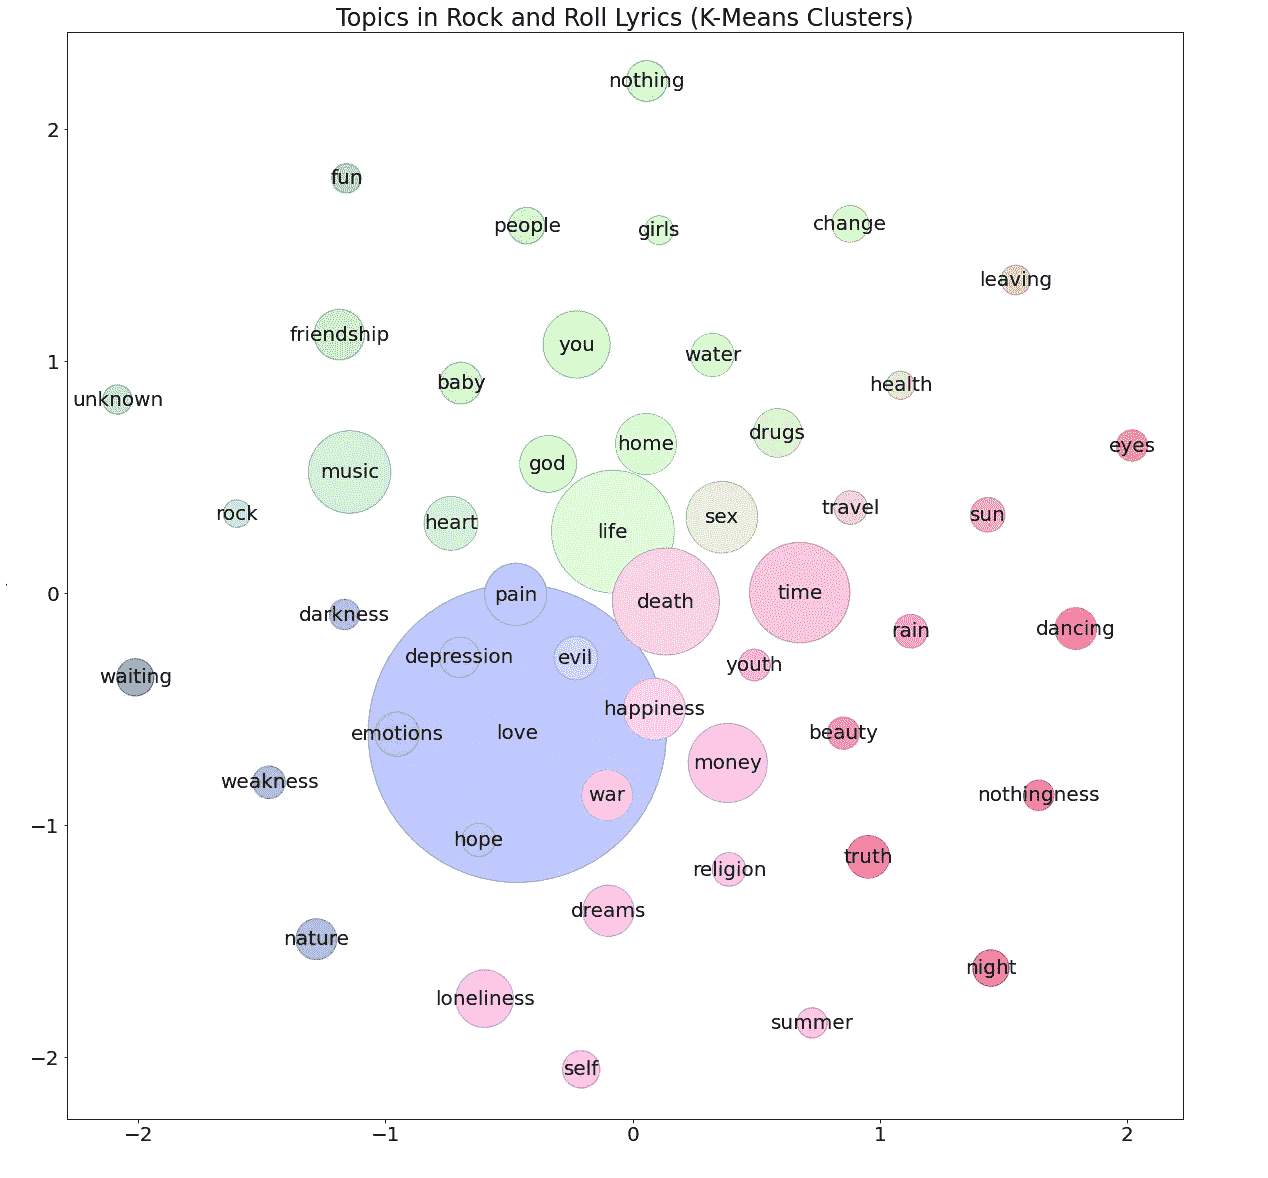 Topics in Rock and Roll Lyrics (K-Means Clusters)
nothing
2
fun
people
girls
change
leaving
friendship
you
water
1
baby
health
unknown
drugs
home
eyes
god
music
travel
rock
sex
sun
heart
life
0
pain
time
death
darkness
rain
dancing
depression
evil
youth
waiting
happiness
emotions
love
beauty
money
weakness
war
nothingness
−1
hope
truth
religion
dreams
nature
night
loneliness
summer
−2
self
−2
−1
0
1
2